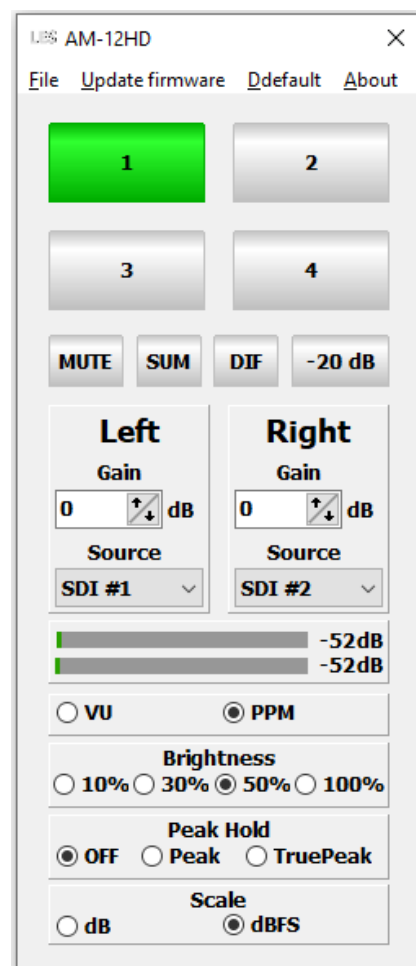 AM-12HD
File Update firmware Ddefault About
1 2
3 4
MUTE SUM DIF -20 dB
Left Right
Gain Gain
0 dB 0 dB
Source Source
SDI #1 SDI #2
-52dB
-52dB
VU PPM
Brightness
10% 30% 50% 100%
Peak Hold
OFF Peak TruePeak
Scale
dB dBFS